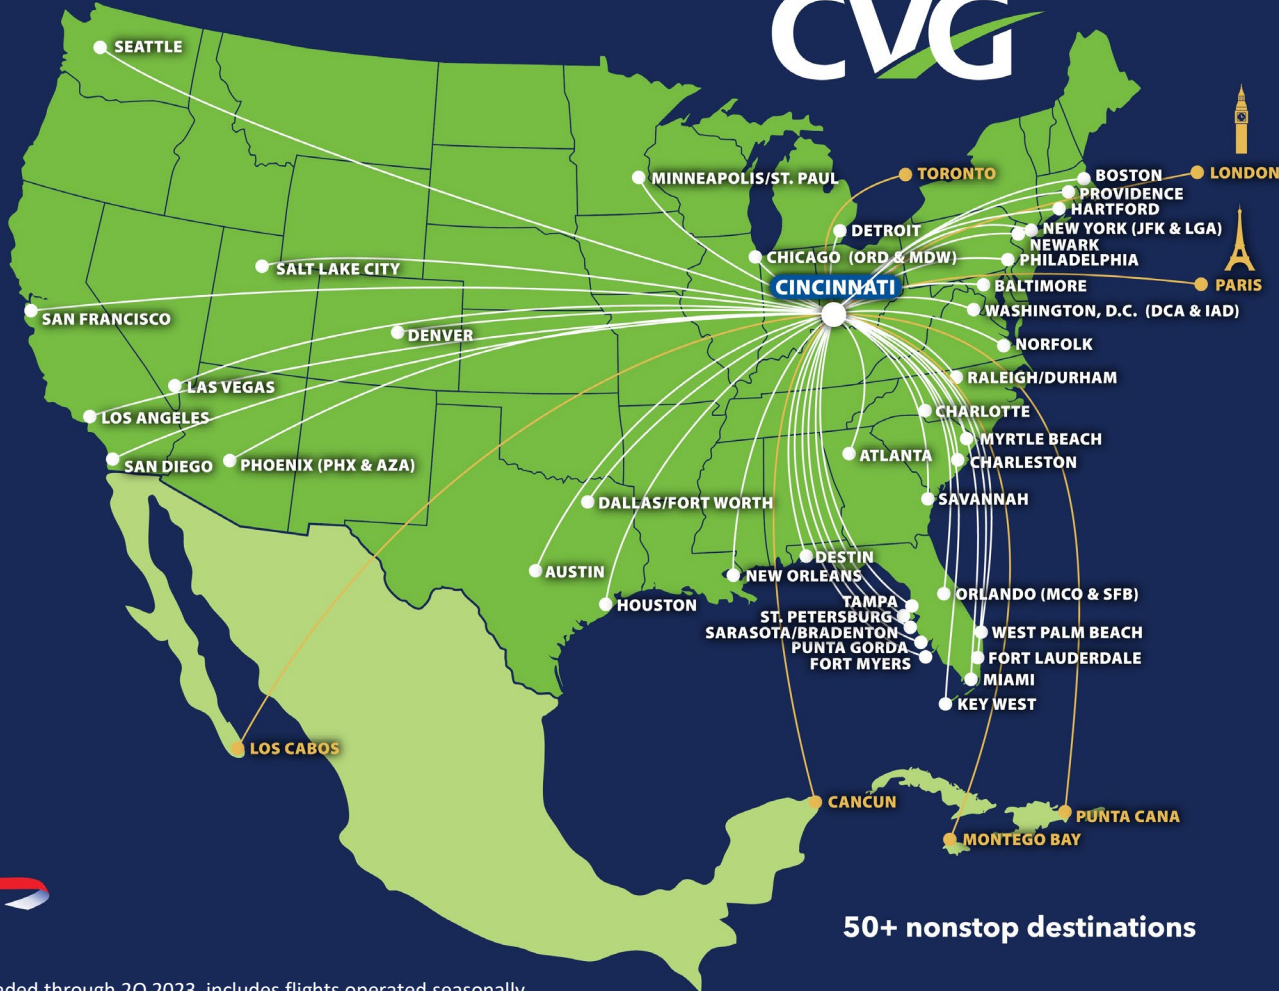 CVG
SEATTLE
MINNEAPOLIS/ST. PAUL
TORONTO
BOSTON
LONDON
PROVIDENCE
HARTFORD
DETROIT
NEW YORK (JFK & LGA)
NEWARK
CHICAGO (ORD & MDW)
PHILADELPHIA
SALT LAKE CITY
CINCINNATI
BALTIMORE
PARIS
SAN FRANCISCO
WASHINGTON, D.C. (DCA & IAD)
DENVER
NORFOLK
RALEIGH/DURHAM
LAS VEGAS
LOS ANGELES
CHARLOTTE
MYRTLE BEACH
SAN DIEGO
PHOENIX (PHX & AZA)
ATLANTA
CHARLESTON
DALLAS/FORT WORTH
SAVANNAH
DESTIN
AUSTIN
NEW ORLEANS
ORLANDO (MCO & SFB)
HOUSTON
TAMPA
ST. PETERSBURG
SARASOTA/BRADENTON
WEST PALM BEACH
PUNTA GORDA
FORT MYERS
FORT LAUDERDALE
MIAMI
KEY WEST
LOS CABOS
CANCUN
PUNTA CANA
MONTEGO BAY
50+ nonstop destinations
through 2Q 2023, includes flights operated seasonally